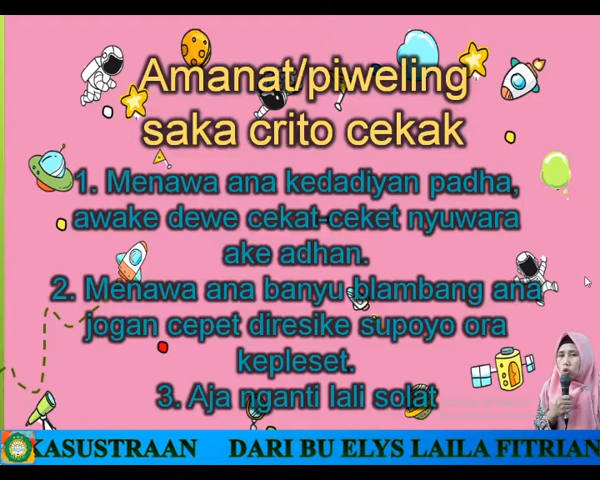 Amanat/piweling
saka crito cekak
1. Menawa ana kedadiyan padha,
awake dewe cekat-ceket nyuwara
ake adhan.
2. Menawa ana banyu blambang ana
jogan cepet diresike supoyo ora
kepleset.
3. Aja nganti lali solat
KASUSTRAAN DARI BU ELYS LAILA FITRIAN